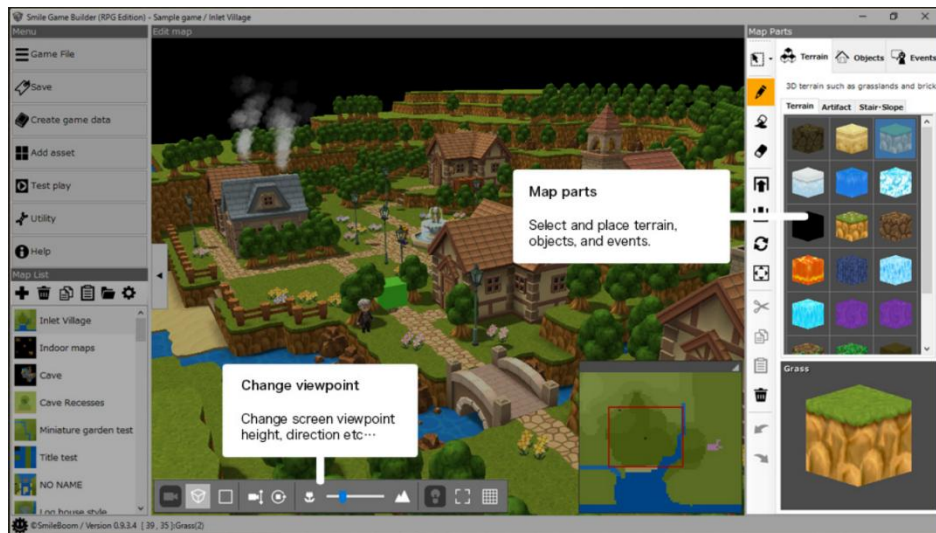 Smile Game Builder (RPG Edition) - Sample game / Inlet Village
Menu
Game File
Save
Create game data
Add asset
Test play
Utility
Help
Map List
Inlet Village
Indoor maps
Cave
Cave Recesses
Miniature garden test
Title test
NO NAME
Log house style
Edit map
Map parts
Select and place terrain,
objects, and events.
Change viewpoint
Change screen viewpoint
height, direction etc…
Map Parts
Terrain Objects Events
3D terrain such as grasslands and brick
Terrain Artifact Stair-Slope
Grass
©SmileBoom / Version 0.9.3.4 [ 39 , 35 ]:Grass(2)